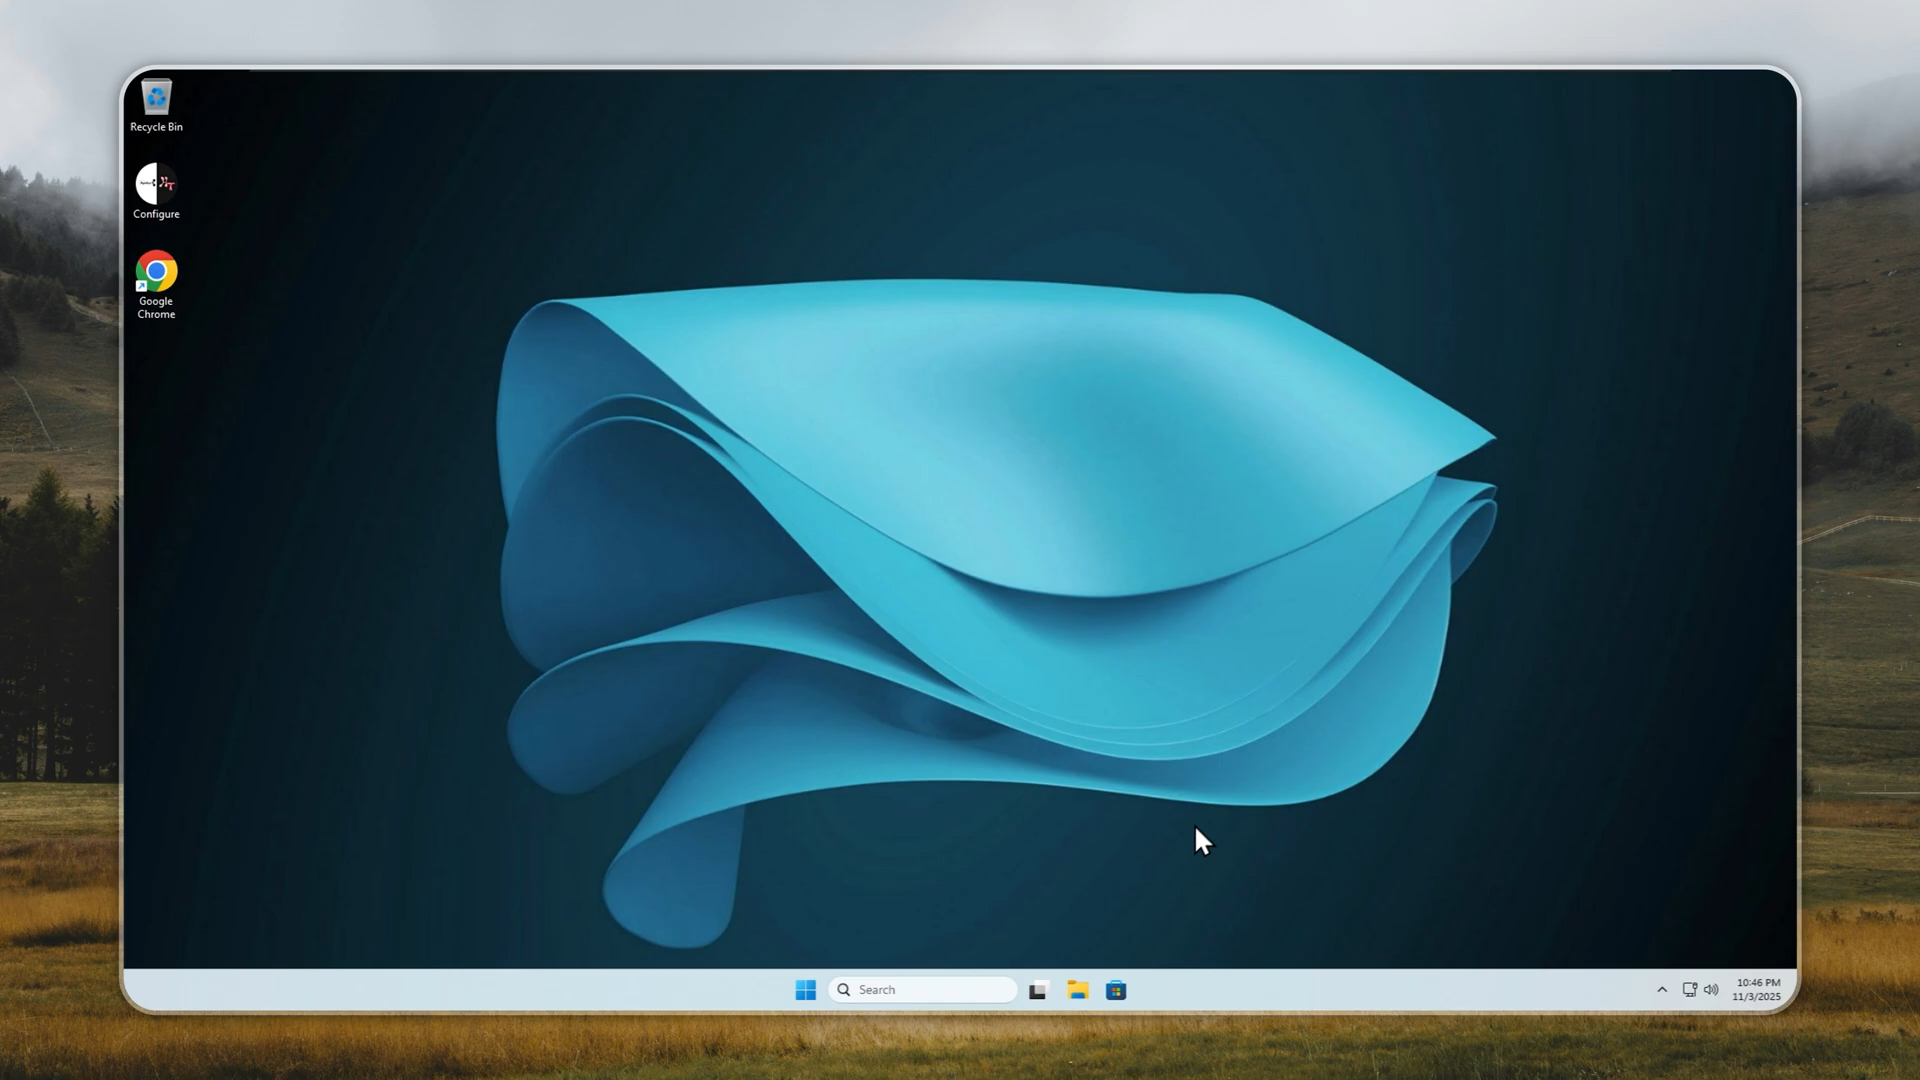 Recycle Bin
Configure
Google
Chrome
Search
10:46 PM
11/3/2025